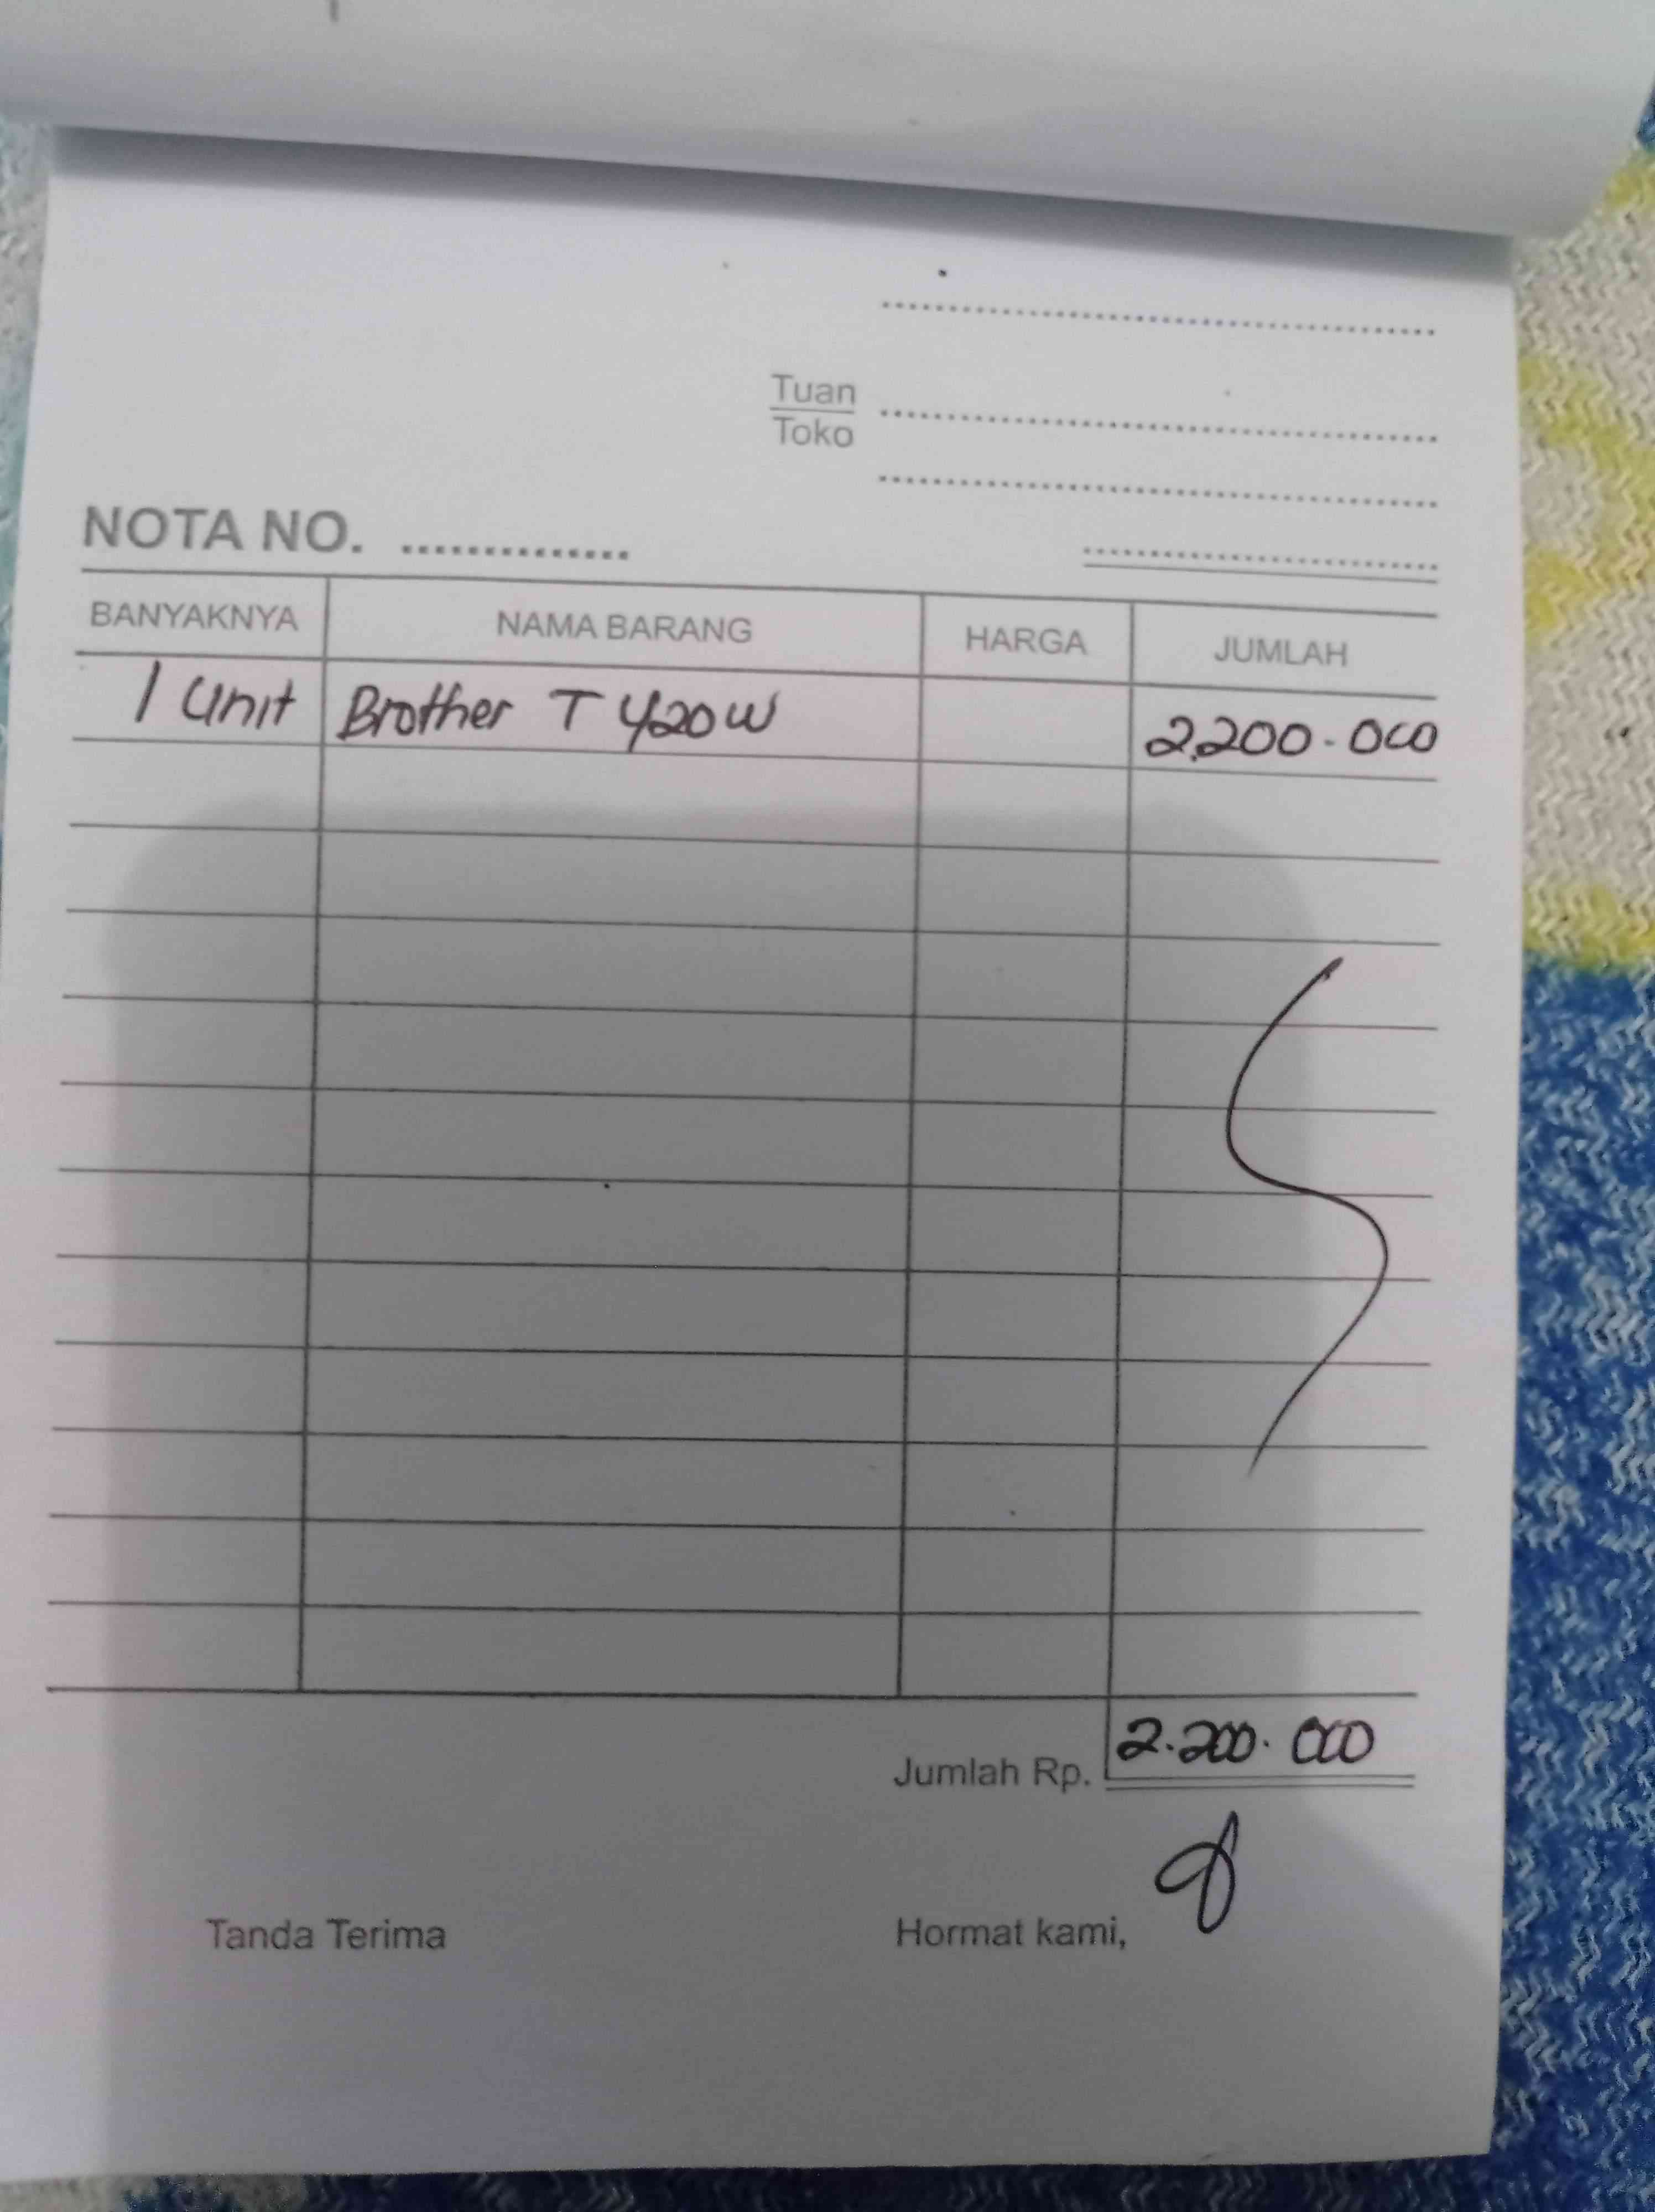 Tuan
Toko
NOTA NO. ..............
BANYAKNYA NAMA BARANG HARGA JUMLAH
1 Unit Brother T 420W 2.200.000
Jumlah Rp. 2.200.000
Tanda Terima Hormat kami,